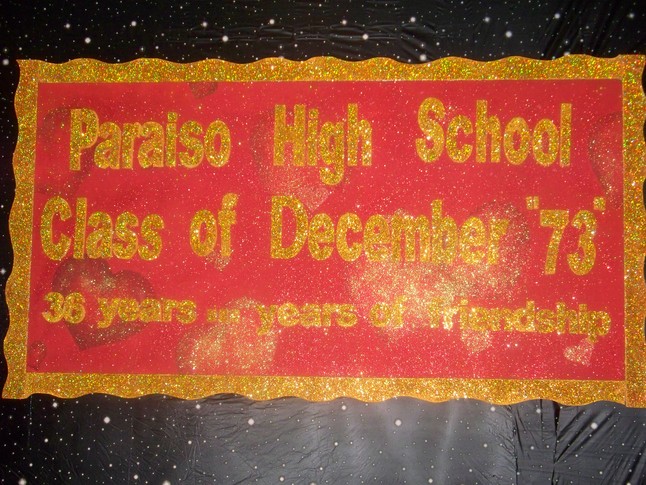 Paraiso High School
Class of December "73"
36 years ... years of friendship